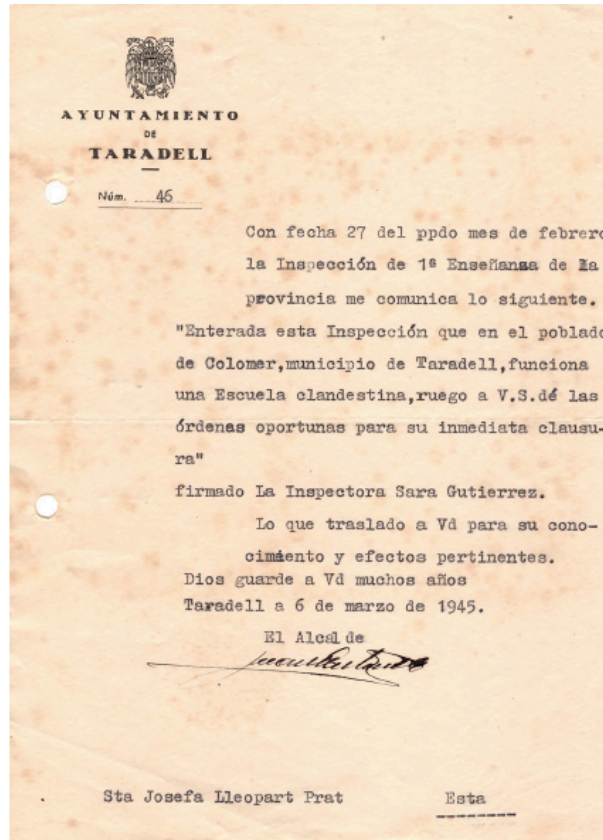 AYUNTAMIENTO
DE
TARADELL
Núm. 46
Con fecha 27 del ppdo mes de febrero
la Inspección de 1ª Enseñanza de la
provincia me comunica lo siguiente.
"Enterada esta Inspección que en el poblado
de Colomer,municipio de Taradell,funciona
una Escuela clandestina,ruego a V.S.dé las
órdenas oportunas para su inmediata clausu-
ra"
firmado La Inspectora Sara Gutierrez.
Lo que traslado a Vd para su cono-
cimiento y efectos pertinentes.
Dios guarde a Vd muchos años
Taradell a 6 de marzo de 1945.
El Alcalde
Sta Josefa Lleopart Prat Esta